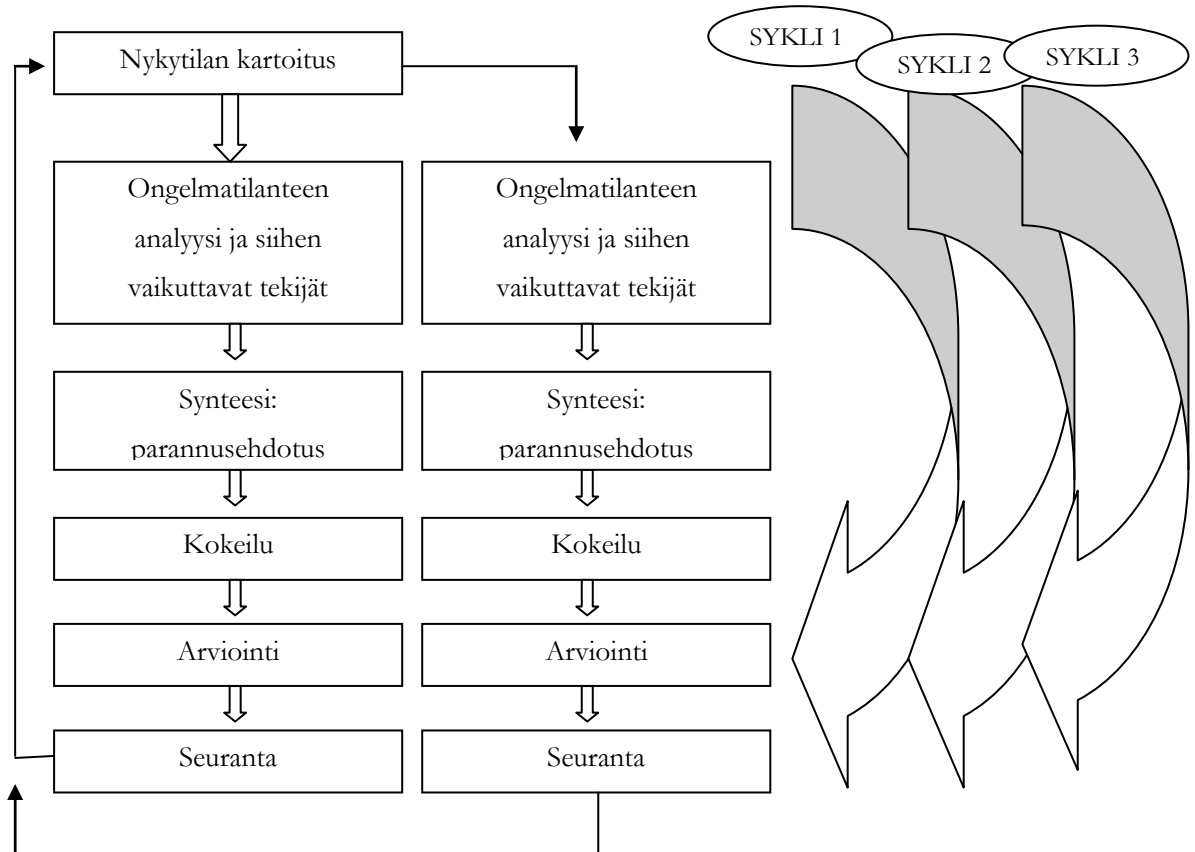 Nykytilan kartoitus
Ongelmatilanteen
analyysi ja siihen
vaikuttavat tekijät
Synteesi:
parannusehdotus
Kokeilu
Arviointi
Seuranta
Ongelmatilanteen
analyysi ja siihen
vaikuttavat tekijät
Synteesi:
parannusehdotus
Kokeilu
Arviointi
Seuranta
SYKLI 1
SYKLI 2
SYKLI 3